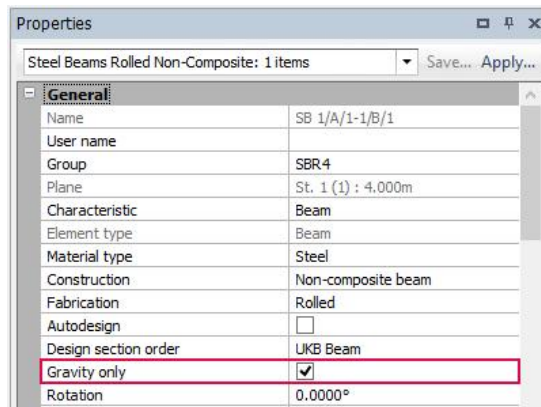 Properties
Steel Beams Rolled Non-Composite: 1 items Save... Apply...
General
Name SB 1/A/1-1/B/1
User name
Group SBR4
Plane St. 1 (1) : 4.000m
Characteristic Beam
Element type Beam
Material type Steel
Construction Non-composite beam
Fabrication Rolled
Autodesign
Design section order UKB Beam
Gravity only
Rotation 0.0000°